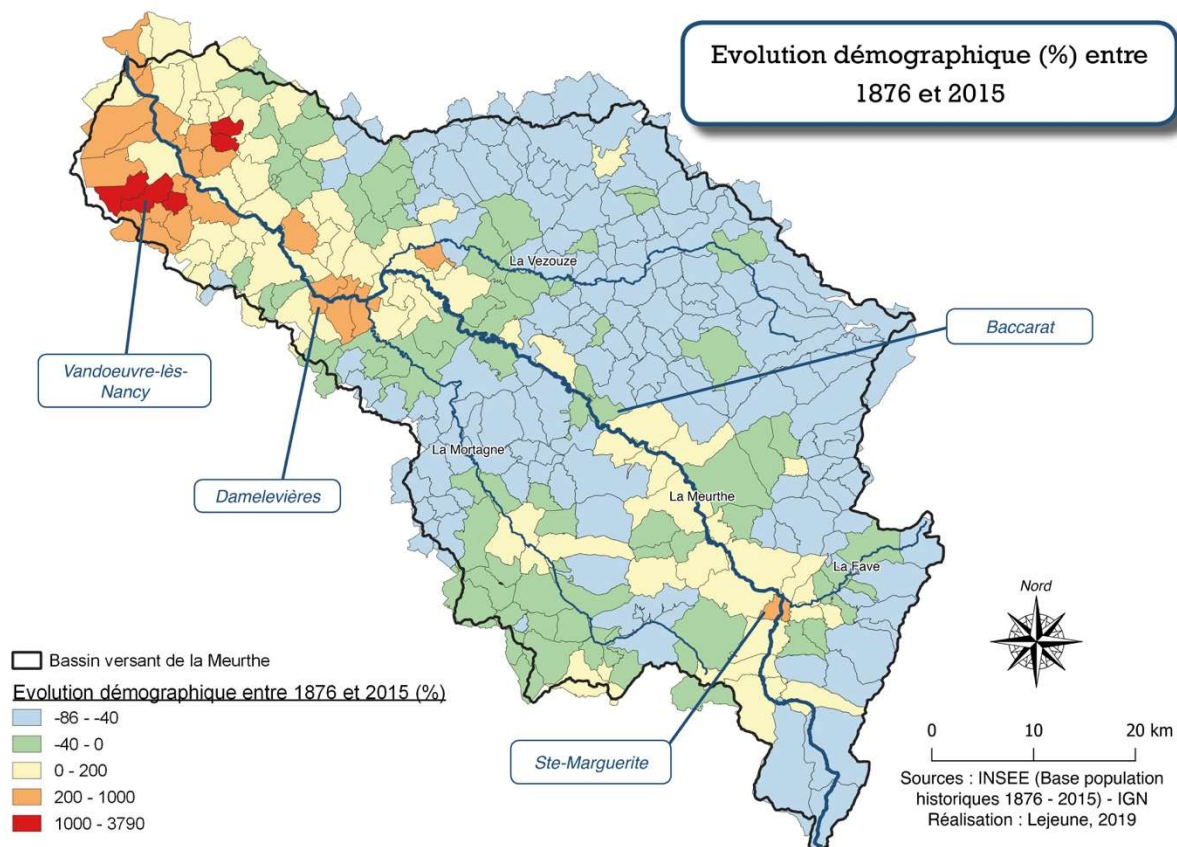 Evolution démographique (%) entre
1876 et 2015
La Vezouze
Baccarat
Vandoeuvre-lès-
Nancy
La Mortagne
Damelevières
La Meurthe
La Fave
Nord
Ste-Marguerite
Bassin versant de la Meurthe
Evolution démographique entre 1876 et 2015 (%)
-86 - -40
-40 - 0
0 - 200
200 - 1000
1000 - 3790
0 10 20 km
Sources : INSEE (Base population
historiques 1876 - 2015) - IGN
Réalisation : Lejeune, 2019